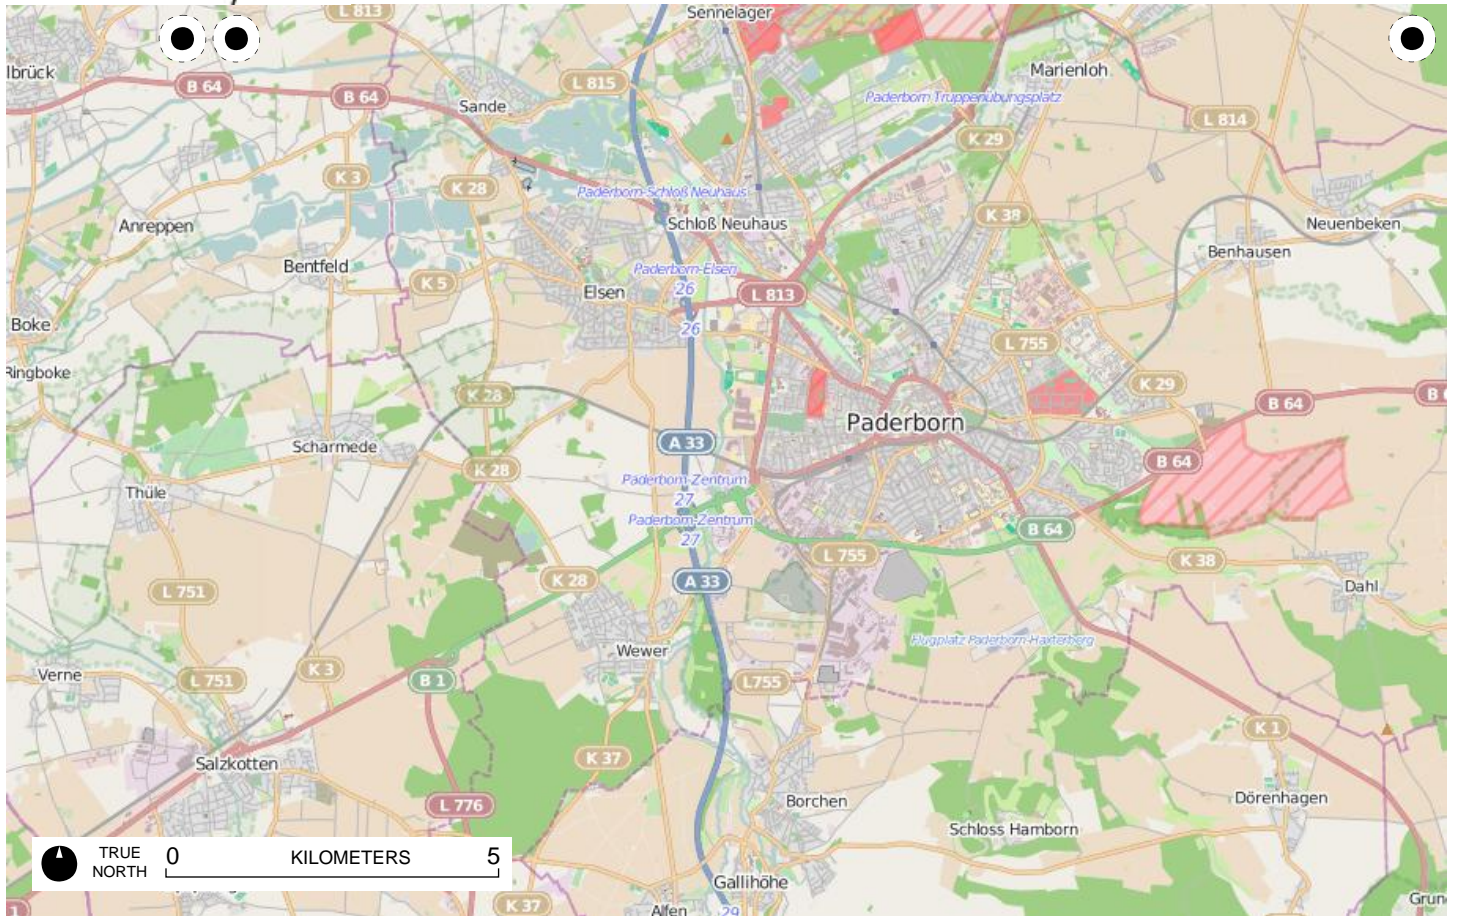 L 813
Sennelager
lbrück
B 64
B 64
Sande
L 815
Marienloh
Paderborn Truppenübungsplatz
L 814
K 29
K 3
K 28
Paderborn-Schloß Neuhaus
Anreppen
Schloß Neuhaus
K 38
Neuenbeken
Benhausen
Bentfeld
K 5
Elsen
Paderborn-Elsen
26
L 813
Boke
26
L 755
Ringboke
K 28
K 29
B 64
Paderborn
Scharmede
A 33
B 64
K 28
Thüle
Paderborn-Zentrum
27
Paderborn-Zentrum
27
B 64
L 755
K 38
K 28
A 33
L 751
Dahl
Flugplatz Paderborn-Haxterberg
Wewer
Verne
L 751
K 3
B 1
L755
K 37
K 1
Salzkotten
L 776
Borchen
Dörenhagen
Schloss Hamborn
TRUE
NORTH
0 KILOMETERS 5
Gallihöhe
K 37
Alfen
29
Grun